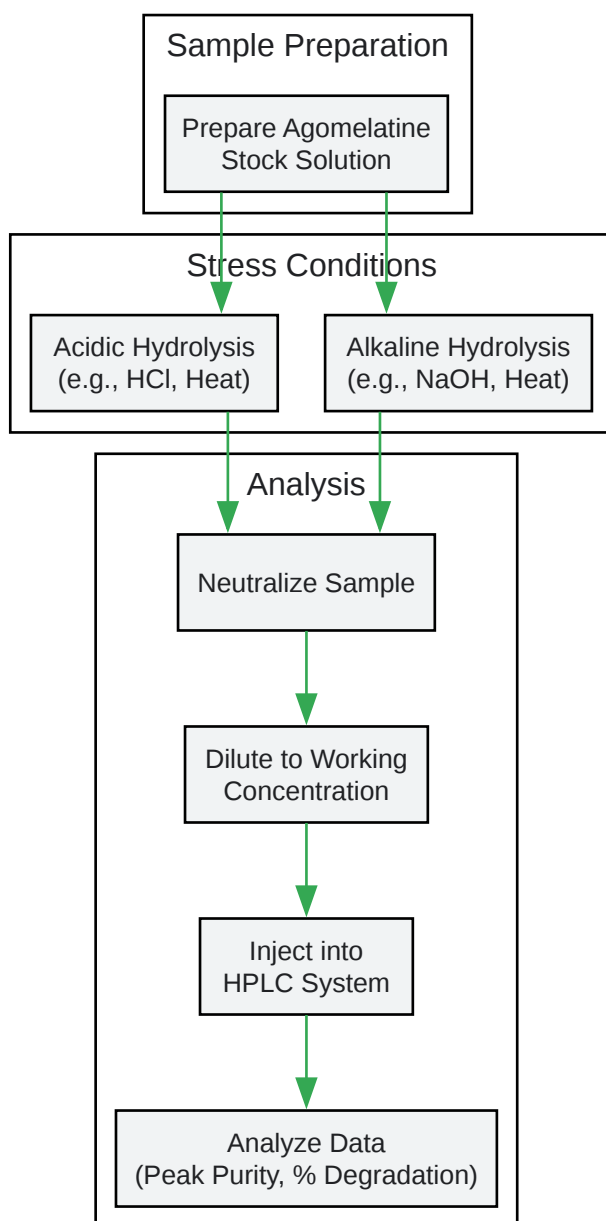 Sample Preparation
Prepare Agomelatine
Stock Solution
Stress Conditions
Acidic Hydrolysis
(e.g., HCl, Heat)
Alkaline Hydrolysis
(e.g., NaOH, Heat)
Analysis
Neutralize Sample
Dilute to Working
Concentration
Inject into
HPLC System
Analyze Data
(Peak Purity, % Degradation)